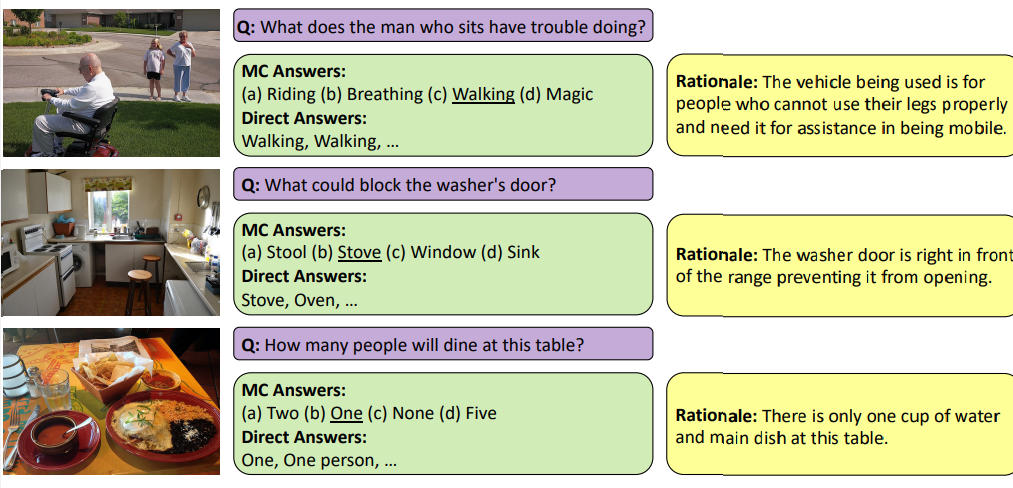 Q: What does the man who sits have trouble doing?
MC Answers:
(a) Riding (b) Breathing (c) Walking (d) Magic
Direct Answers:
Walking, Walking, ...
Rationale: The vehicle being used is for
people who cannot use their legs properly
and need it for assistance in being mobile.
Q: What could block the washer's door?
MC Answers:
(a) Stool (b) Stove (c) Window (d) Sink
Direct Answers:
Stove, Oven, ...
Rationale: The washer door is right in front
of the range preventing it from opening.
Q: How many people will dine at this table?
MC Answers:
(a) Two (b) One (c) None (d) Five
Direct Answers:
One, One person, ...
Rationale: There is only one cup of water
and main dish at this table.